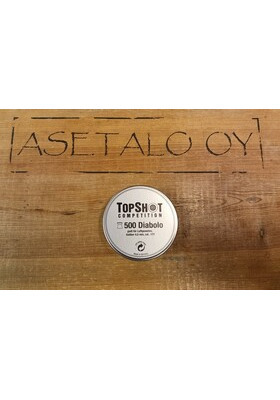 [ASETALO OY]
TOPSHOT
COMPETITION
500 Diabolo